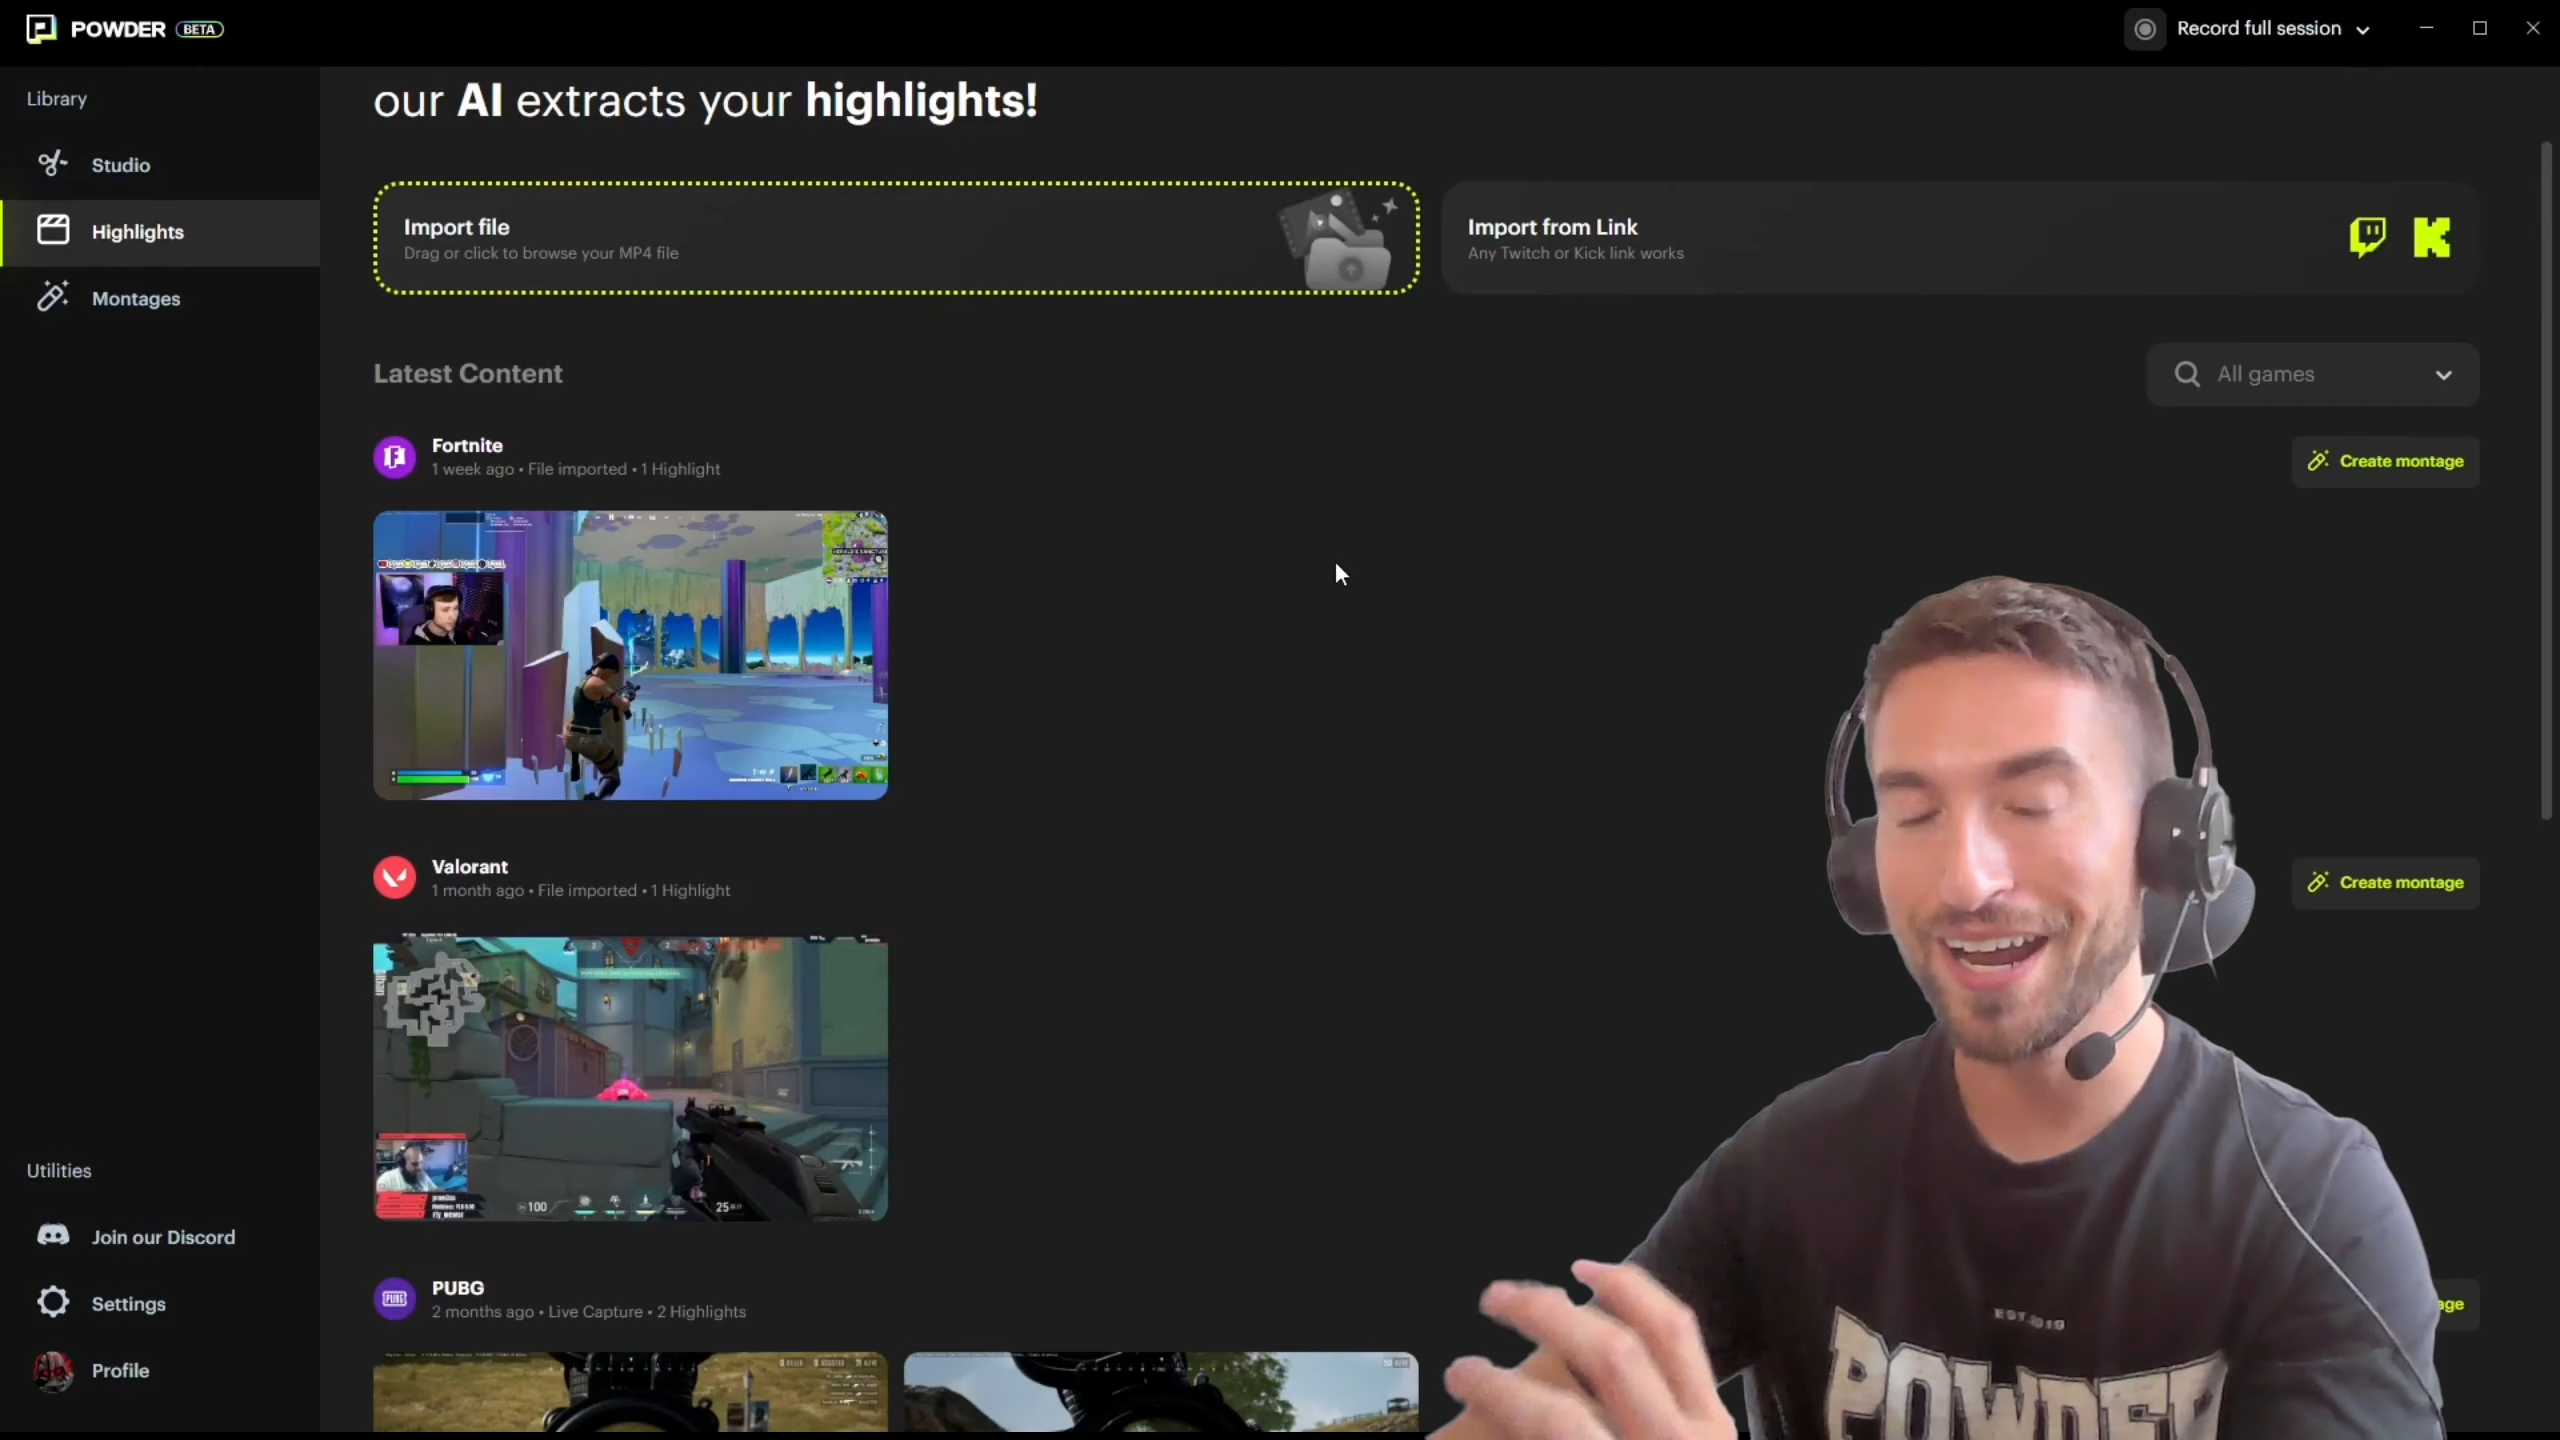 POWDER BETA
Record full session
Library
Studio
Highlights
Montages
our AI extracts your highlights!
Import file
Drag or click to browse your MP4 file
Import from Link
Any Twitch or Kick link works
Latest Content
All games
Fortnite
1 week ago • File imported • 1 Highlight
Create montage
Valorant
1 month ago • File imported • 1 Highlight
Create montage
100
25
PUBG
2 months ago • Live Capture • 2 Highlights
age
Utilities
Join our Discord
Settings
Profile
POWDER